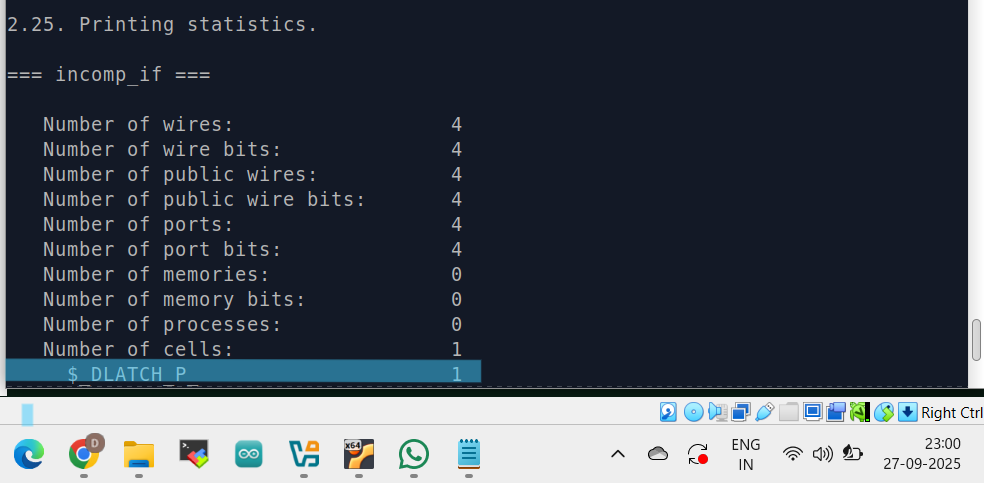 2.25. Printing statistics.
=== incomp_if ===
Number of wires: 4
Number of wire bits: 4
Number of public wires: 4
Number of public wire bits: 4
Number of ports: 4
Number of port bits: 4
Number of memories: 0
Number of memory bits: 0
Number of processes: 0
Number of cells: 1
$_DLATCH_P_ 1
Right Ctrl
D
>_
x64
ENG
IN
23:00
27-09-2025